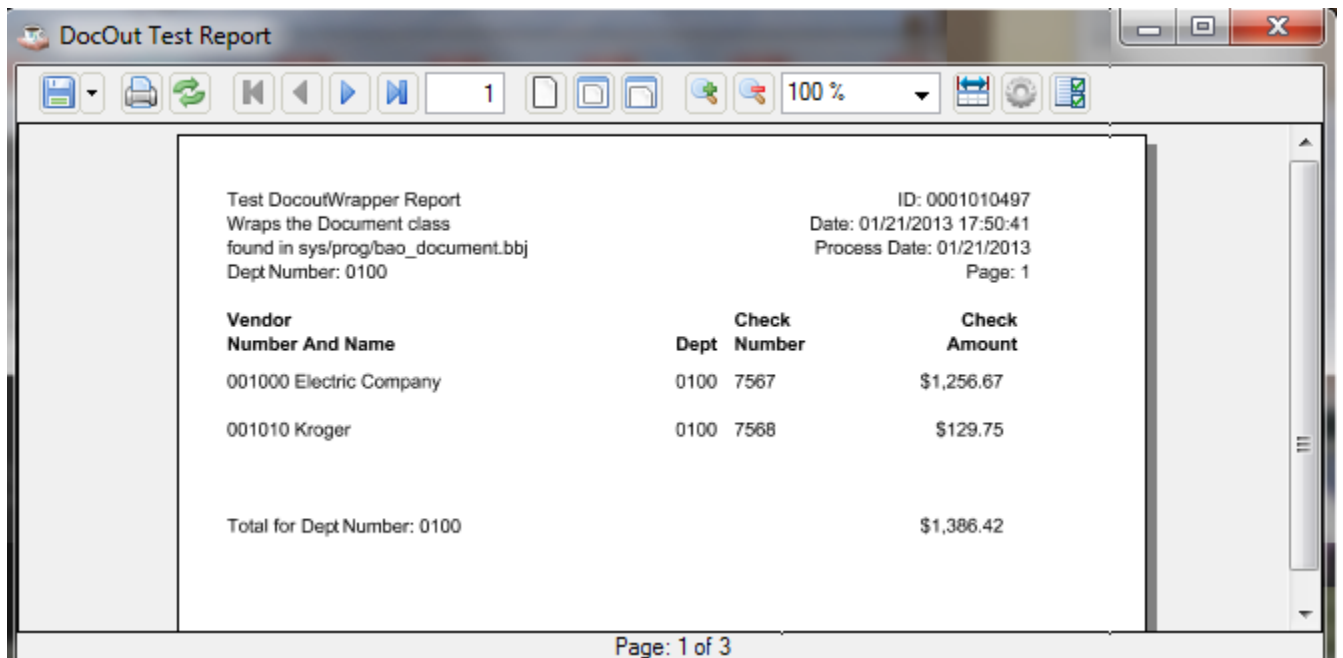 DocOut Test Report
1
100 %
Test DocoutWrapper Report ID: 0001010497
Wraps the Document class Date: 01/21/2013 17:50:41
found in sys/prog/bao_document.bbj Process Date: 01/21/2013
Dept Number: 0100 Page: 1
Vendor Check Check
Number And Name Dept Number Amount
001000 Electric Company 0100 7567 $1,256.67
001010 Kroger 0100 7568 $129.75
Total for Dept Number: 0100 $1,386.42
Page: 1 of 3